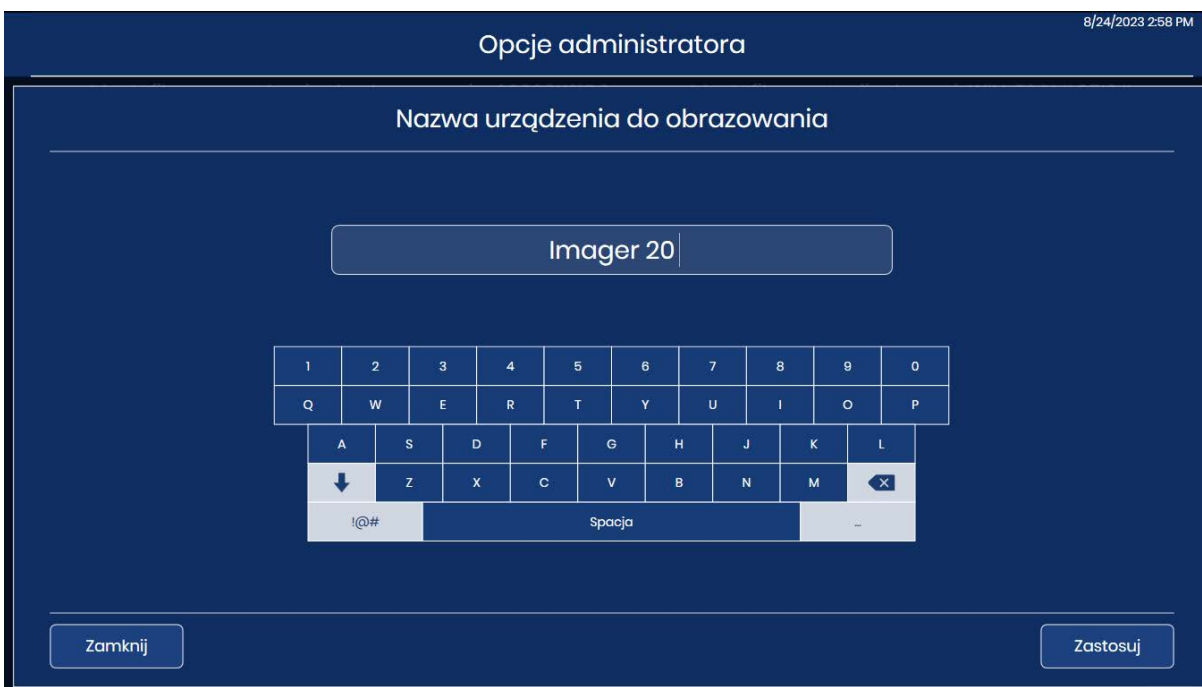 8/24/2023 2:58 PM
Opcje administratora
Nazwa urządzenia do obrazowania
Imager 20
1 2 3 4 5 6 7 8 9 0
Q W E R T Y U I O P
A S D F G H J K L
Z X C V B N M
!@# Spacja ...
Zamknij Zastosuj